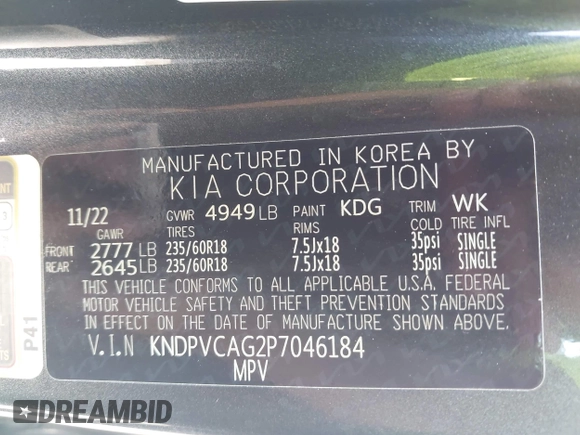 MANUFACTURED IN KOREA BY
KIA CORPORATION
11/22 GVWR 4949 LB PAINT KDG TRIM WK
GAWR TIRES RIMS COLD TIRE INFL
FRONT 2777 LB 235/60R18 7.5Jx18 35psi SINGLE
REAR 2645 LB 235/60R18 7.5Jx18 35psi SINGLE
THIS VEHICLE CONFORMS TO ALL APPLICABLE U.S.A. FEDERAL
MOTOR VEHICLE SAFETY AND THEFT PREVENTION STANDARDS
IN EFFECT ON THE DATE OF MANUFACTURE SHOWN ABOVE.
V.I.N KNDPVCAG2P7046184
MPV
P41
DREAMBID